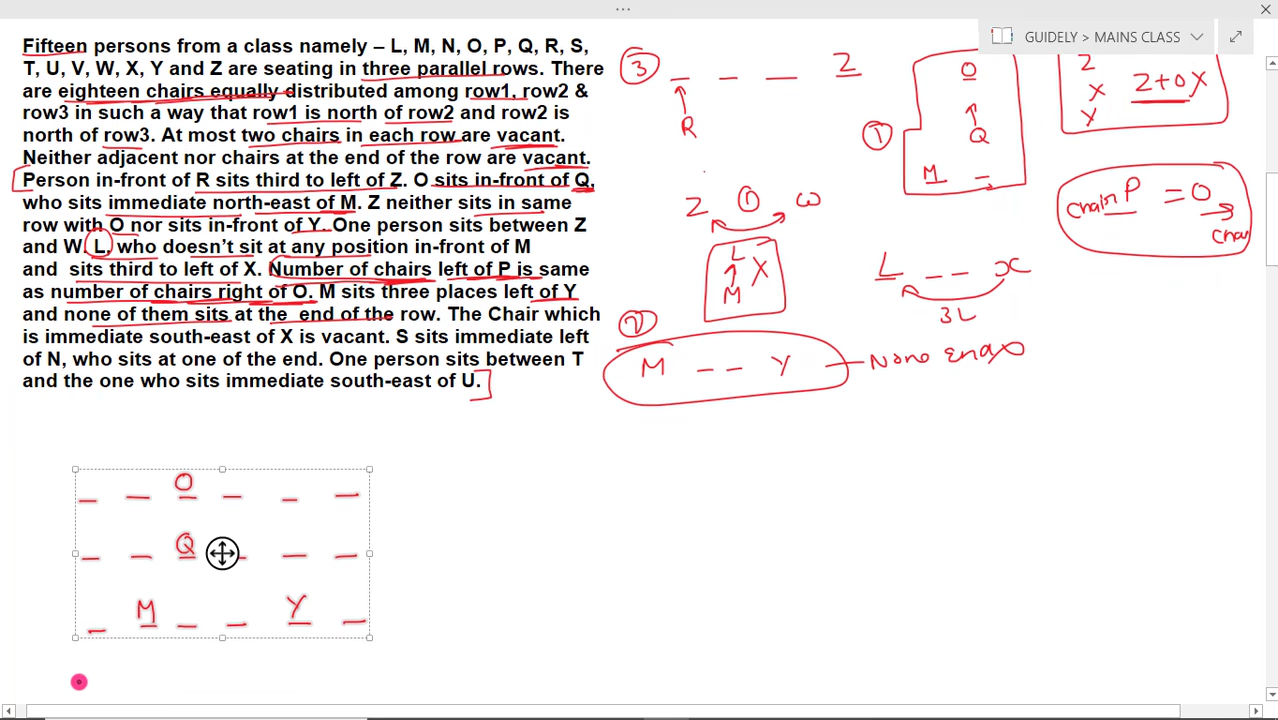 GUIDELY > MAINS CLASS
Fifteen persons from a class namely – L, M, N, O, P, Q, R, S,
T, U, V, W, X, Y and Z are seating in three parallel rows. There
are eighteen chairs equally distributed among row1, row2 &
row3 in such a way that row1 is north of row2 and row2 is
north of row3. At most two chairs in each row are vacant.
Neither adjacent nor chairs at the end of the row are vacant.
Person in-front of R sits third to left of Z. O sits in-front of Q,
who sits immediate north-east of M. Z neither sits in same
row with O nor sits in-front of Y. One person sits between Z
and W. L, who doesn't sit at any position in-front of M
and sits third to left of X. Number of chairs left of P is same
as number of chairs right of O. M sits three places left of Y
and none of them sits at the end of the row. The Chair which
is immediate south-east of X is vacant. S sits immediate left
of N, who sits at one of the end. One person sits between T
and the one who sits immediate south-east of U.
3 Z
R
O
1 Q
M
Z
X Z+O X
Y
P = O
Z 1 W
L
M X
L X
3L
2
M Y None end
O
Q
M Y